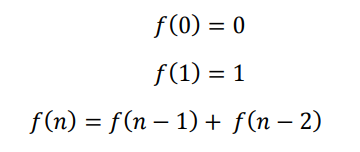 f(0) = 0
f(1) = 1
f(n) = f(n − 1) + f(n − 2)